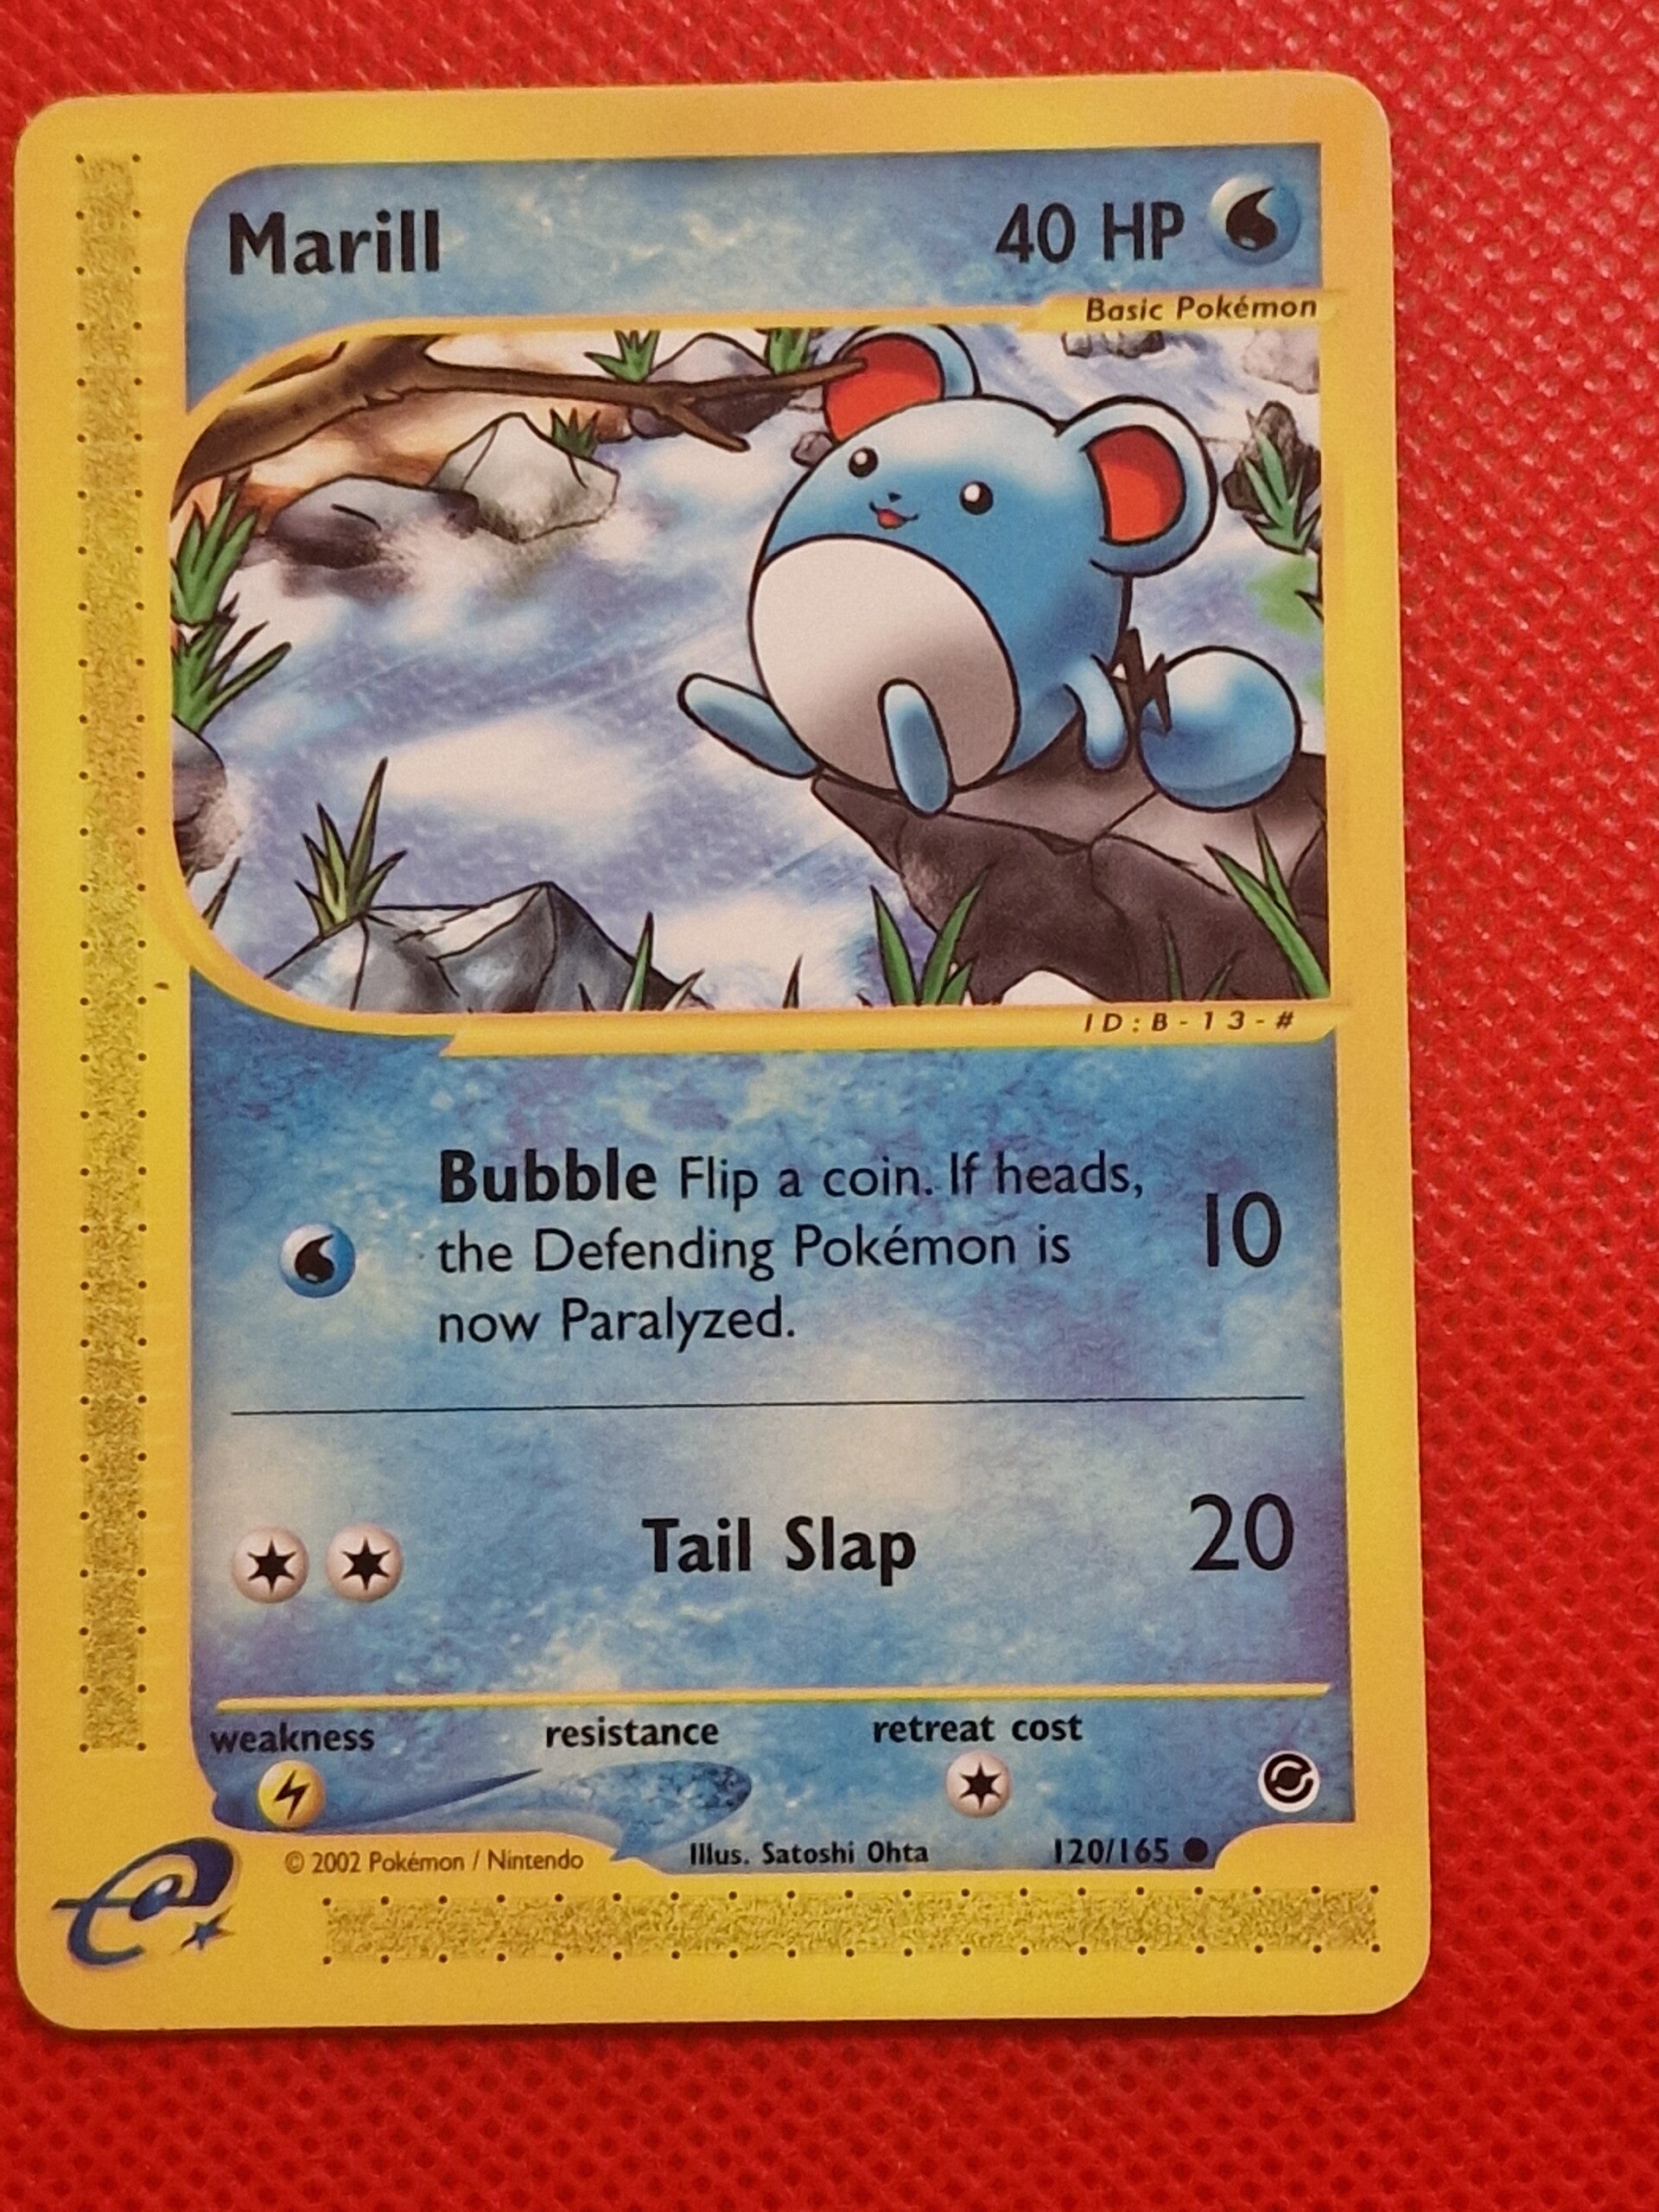 Marill 40 HP
Basic Pokémon
ID:B-13-#
Bubble Flip a coin. If heads,
the Defending Pokémon is
now Paralyzed.
10
Tail Slap 20
weakness resistance retreat cost
© 2002 Pokémon / Nintendo Illus. Satoshi Ohta 120/165 ●
e